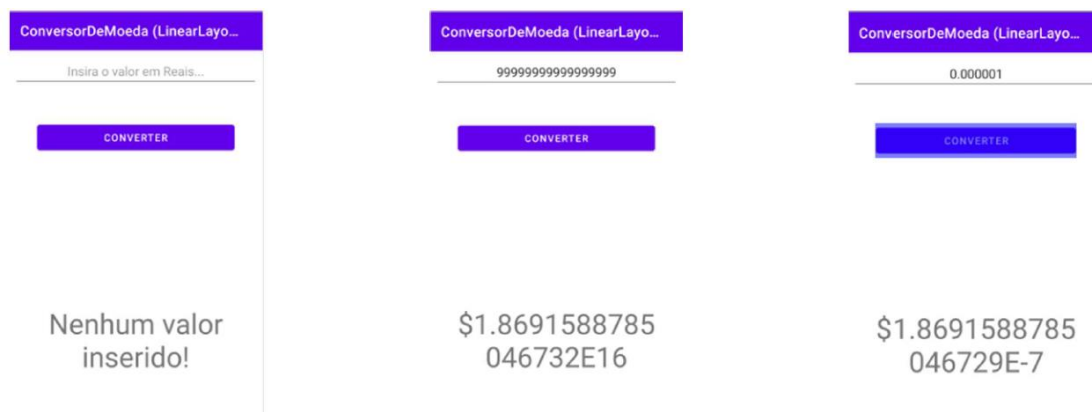 ConversorDeMoeda (LinearLayo...
Insira o valor em Reais...
CONVERTER
Nenhum valor
inserido!
ConversorDeMoeda (LinearLayo...
99999999999999999
CONVERTER
$1.8691588785
046732E16
ConversorDeMoeda (LinearLayo...
0.000001
CONVERTER
$1.8691588785
046729E-7